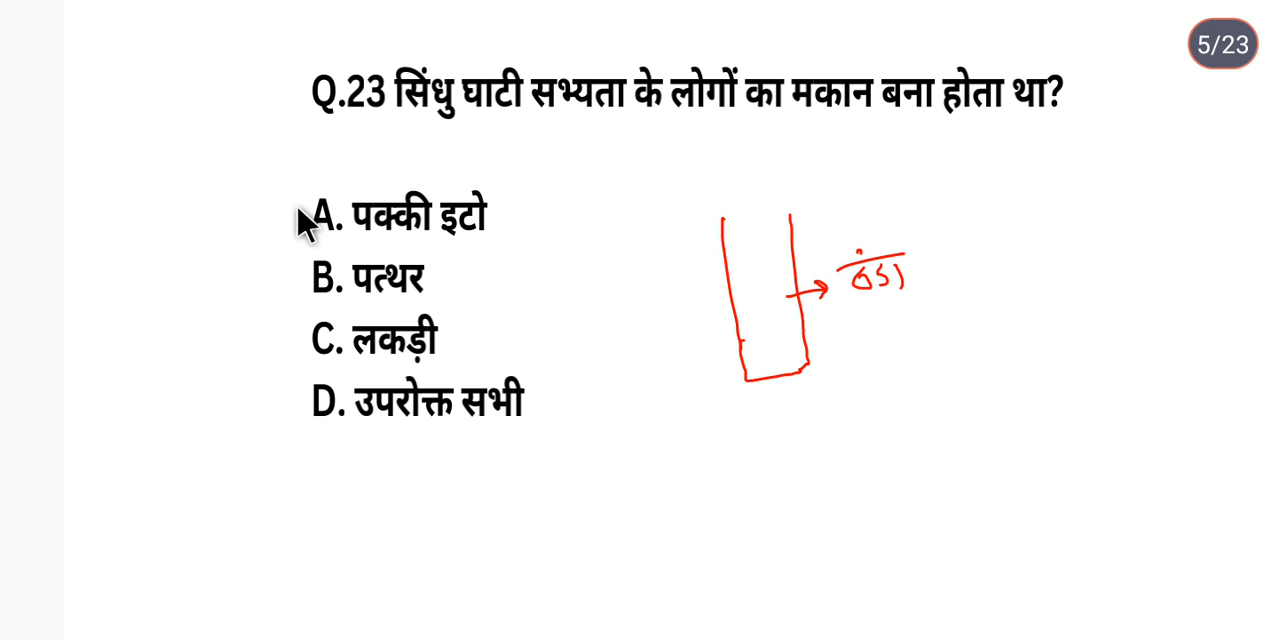 5/23
Q.23 सिंधु घाटी सभ्यता के लोगों का मकान बना होता था?
A. पक्की इटो
B. पत्थर
C. लकड़ी
D. उपरोक्त सभी